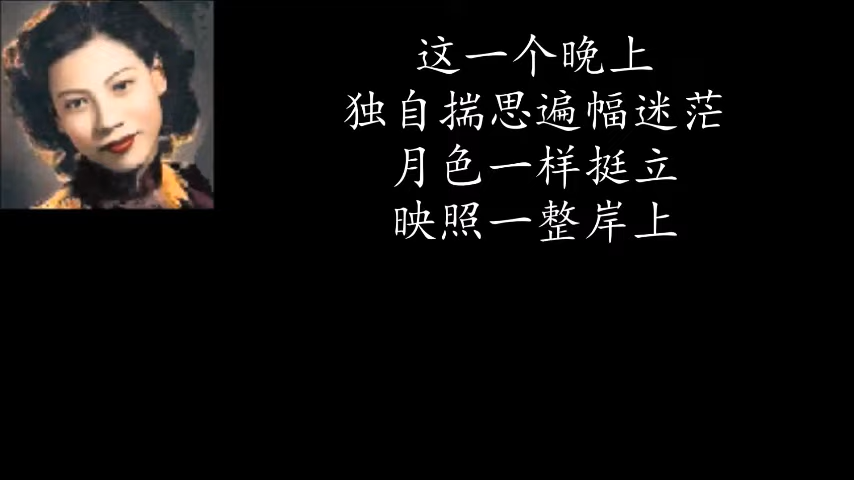 这一个晚上
独自揣思遍幅迷茫
月色一样挺立
映照一整岸上